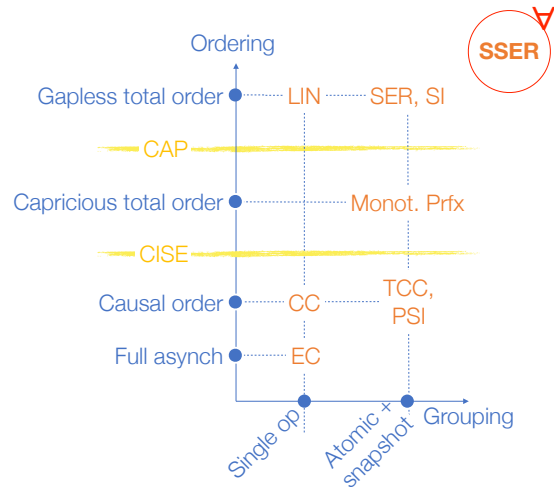 Ordering
∀
SSER
Gapless total order
LIN
SER, SI
CAP
Capricious total order
Monot. Prfx
CISE
Causal order
CC
TCC,
PSI
Full asynch
EC
Grouping
Single op
Atomic +
snapshot